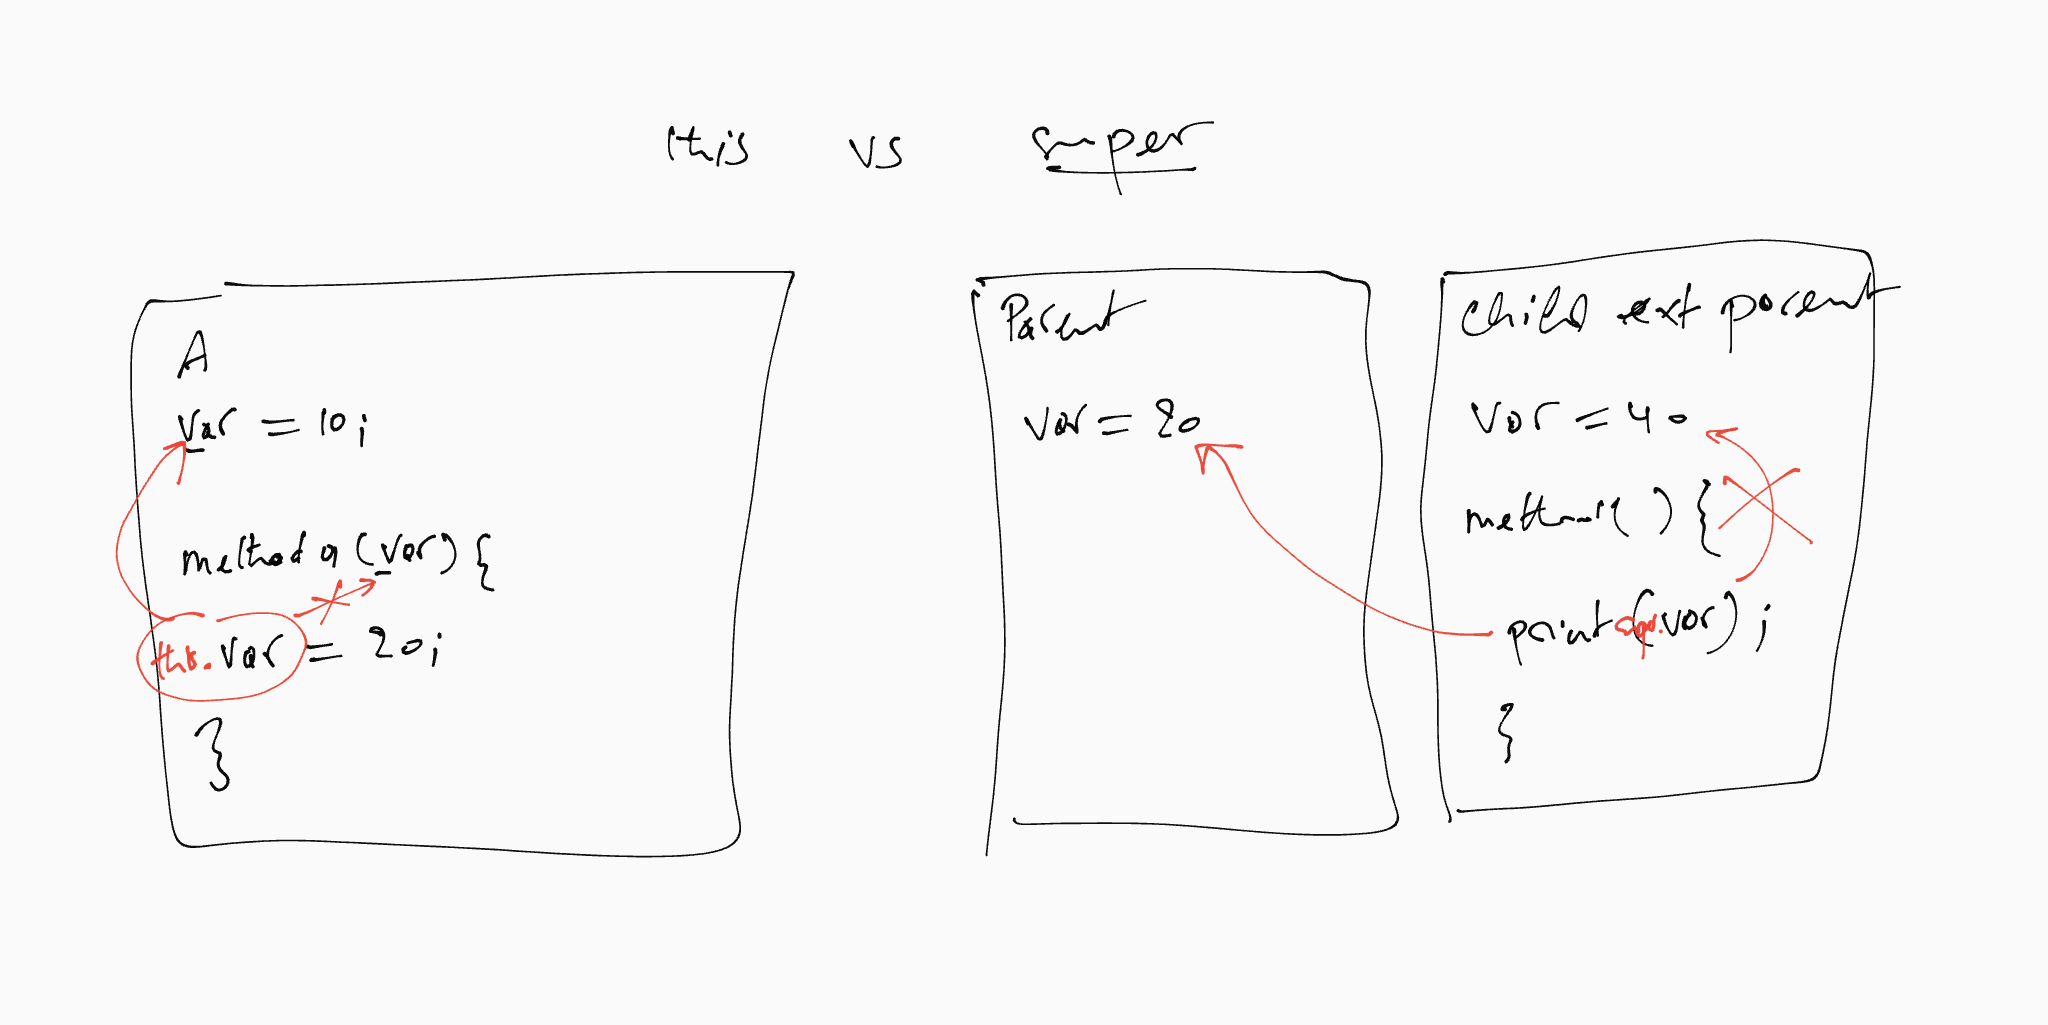 this vs super
A
var = 10;
method a (var) {
this.var = 20;
}
Parent
var = 20
child ext parent
var = 40
method( ) {
print(sup.var);
}